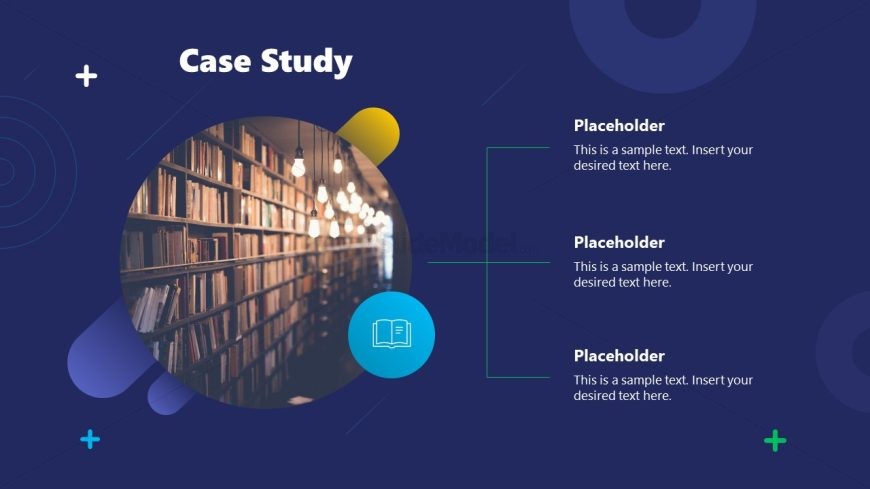 Case Study
Placeholder
This is a sample text. Insert your
desired text here.
Placeholder
This is a sample text. Insert your
desired text here.
Placeholder
This is a sample text. Insert your
desired text here.